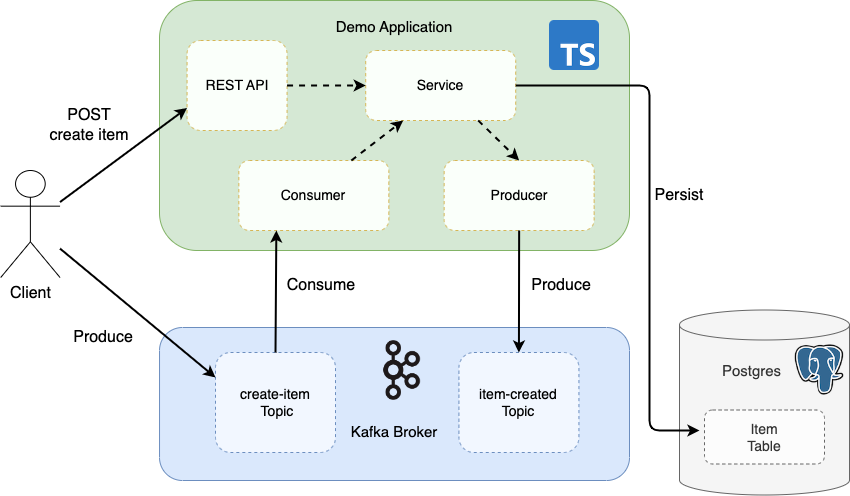 Demo Application
TS
REST API
Service
POST
create item
Consumer
Producer
Persist
Client
Consume
Produce
Produce
create-item
Topic
item-created
Topic
Kafka Broker
Postgres
Item
Table